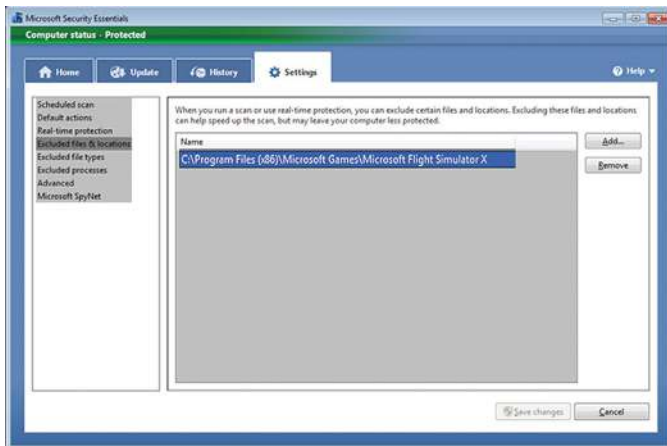 Microsoft Security Essentials
Computer status - Protected
Home
Update
History
Settings
Help
Scheduled scan
Default actions
Real-time protection
Excluded files & locations
Excluded file types
Excluded processes
Advanced
Microsoft SpyNet
When you run a scan or use real-time protection, you can exclude certain files and locations. Excluding these files and locations
can help speed up the scan, but may leave your computer less protected.
Name
C:\Program Files (x86)\Microsoft Games\Microsoft Flight Simulator X
Add...
Remove
Save changes
Cancel